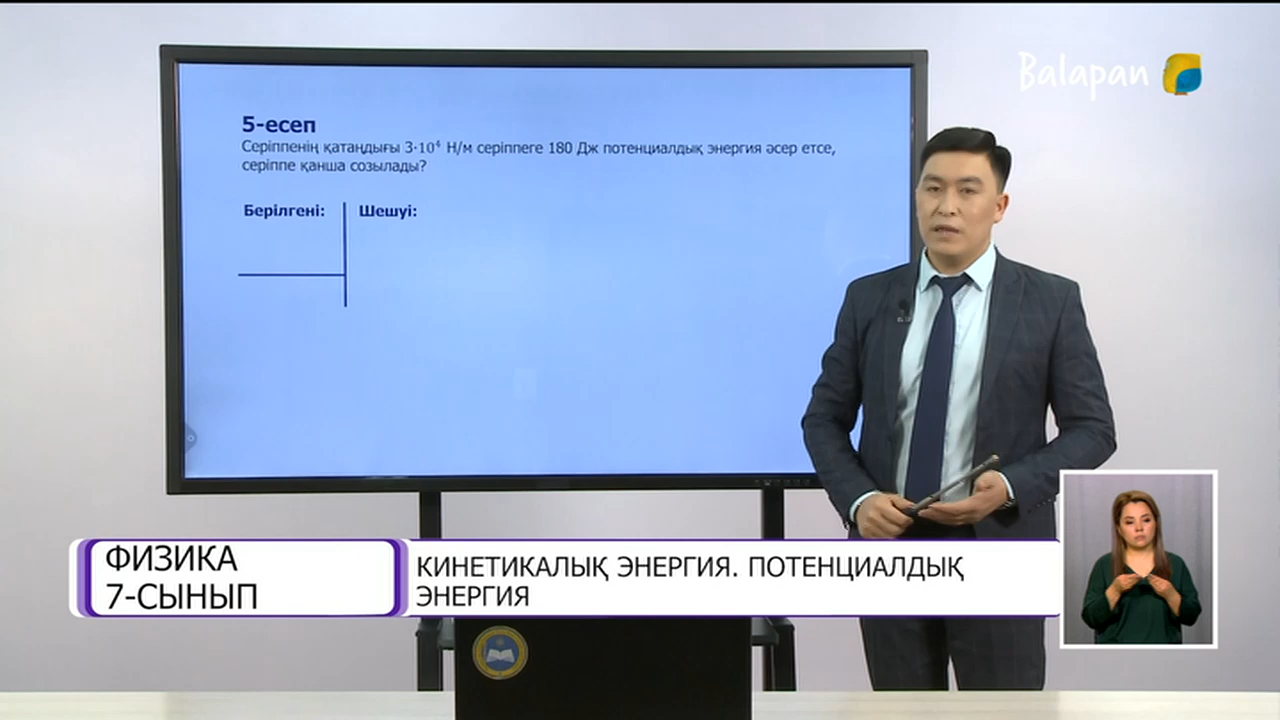 Balapan
5-есеп
Серіппенің қатаңдығы 3·10⁴ Н/м серіппеге 180 Дж потенциалдық энергия әсер етсе,
серіппе қанша созылады?
Берілгені:
Шешуі:
ФИЗИКА
7-СЫНЫП
КИНЕТИКАЛЫҚ ЭНЕРГИЯ. ПОТЕНЦИАЛДЫҚ
ЭНЕРГИЯ